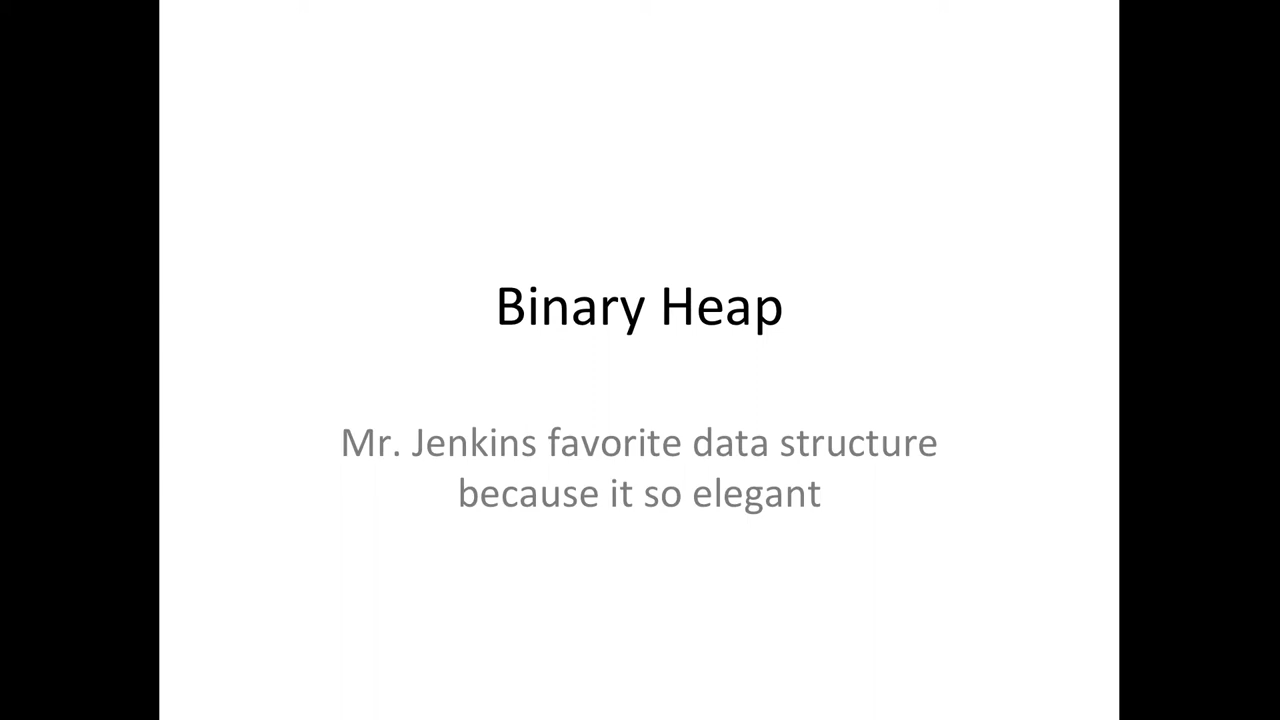 Binary Heap
Mr. Jenkins favorite data structure
because it so elegant